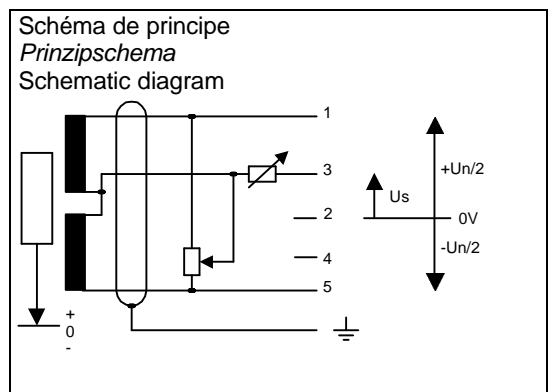 Schéma de principe
Prinzipschema
Schematic diagram
1
3
+Un/2
Us
2
0V
-Un/2
4
5
+
0
-